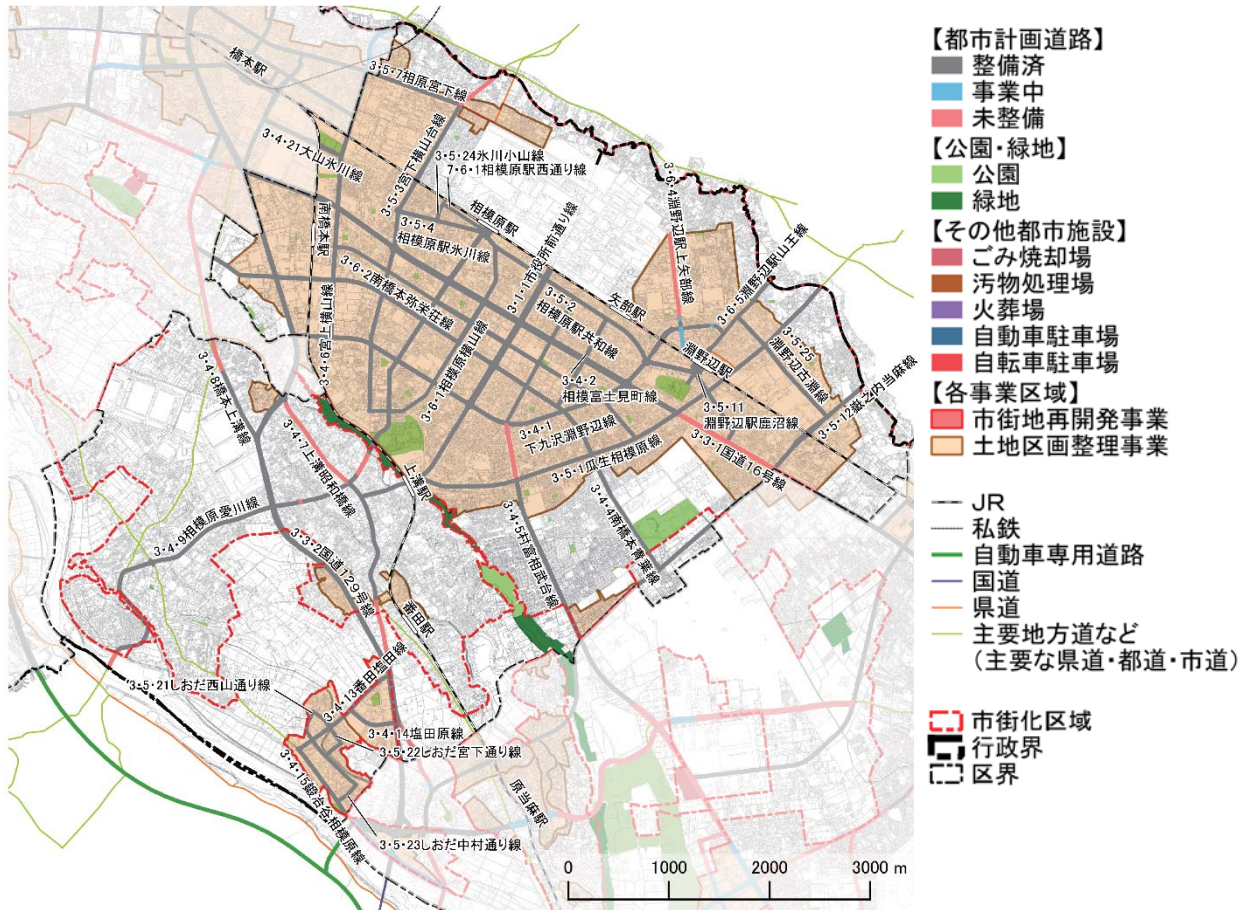 橋本駅
3・5・7相原宮下線
3・4・21大山氷川線
3・5・3宮下横山台線
3・5・24氷川小山線
7・6・1相模原駅西通り線
相模原駅
3・5・4
相模原駅氷川線
南橋本駅
3・6・2南橋本弥栄荘線
3・1・1市役所前通り線
3・5・2
相模原駅共和線
矢部駅
3・6・4淵野辺駅上矢部線
3・6・5淵野辺駅山王線
淵野辺駅
3・5・25
淵野辺古淵線
3・4・6宮上横山線
3・6・1相模原横山線
3・4・2
相模富士見町線
3・5・11
淵野辺駅鹿沼線
3・5・12嶽之内当麻線
3・4・8橋本上溝線
3・4・7上溝昭和橋線
3・4・1
下九沢淵野辺線
3・3・1国道16号線
上溝駅
3・5・1瓜生相模原線
3・4・9相模原愛川線
3・3・2国道129号線
3・4・5村富相武台線
3・4・4南橋本青葉線
番田駅
3・5・21しおだ西山通り線
3・4・13番田塩田線
3・4・14塩田原線
3・5・22しおだ宮下通り線
3・4・15鍛冶谷相模原線
原当麻駅
3・5・23しおだ中村通り線
0 1000 2000 3000 m
【都市計画道路】
整備済
事業中
未整備
【公園・緑地】
公園
緑地
【その他都市施設】
ごみ焼却場
汚物処理場
火葬場
自動車駐車場
自転車駐車場
【各事業区域】
市街地再開発事業
土地区画整理事業
JR
私鉄
自動車専用道路
国道
県道
主要地方道など
（主要な県道・都道・市道）
市街化区域
行政界
区界